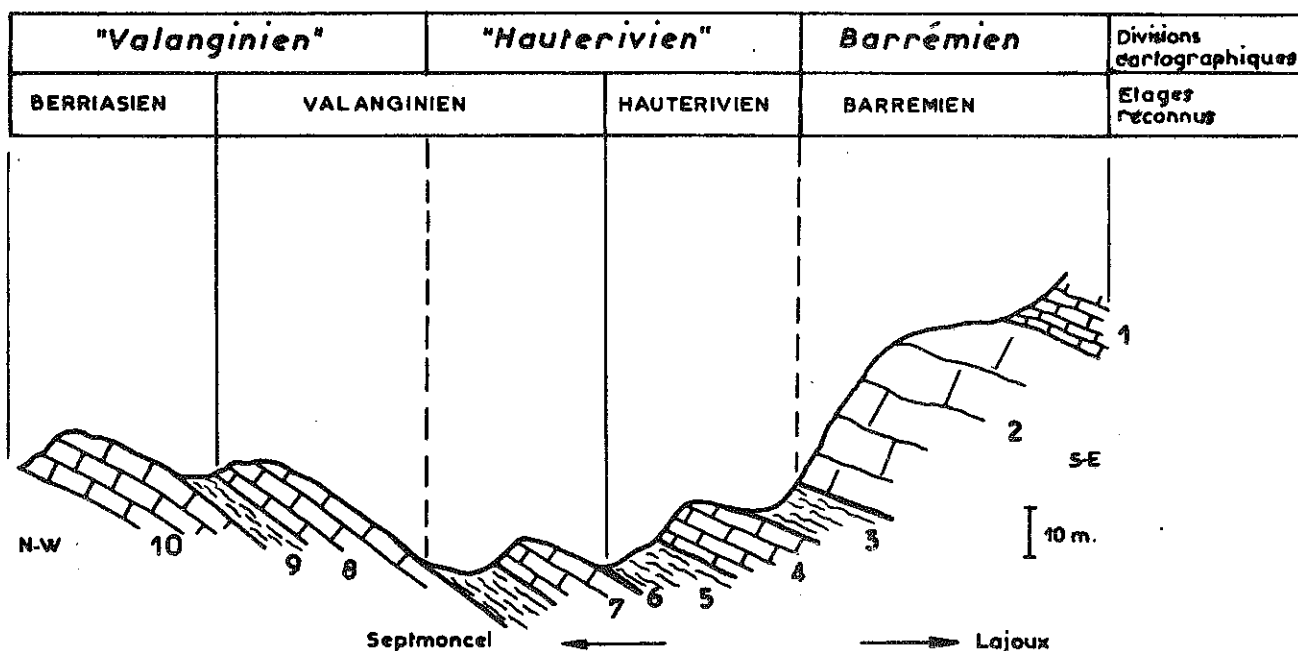 "Valanginien" "Hauterivien" Barrémien Divisions
cartographiques
BERRIASIEN VALANGINIEN HAUTERIVIEN BARREMIEN Etages
réconnus
1
2
S-E
10 m.
3
4
N-W 10 9 8 7 6 5
Septmoncel Lajoux